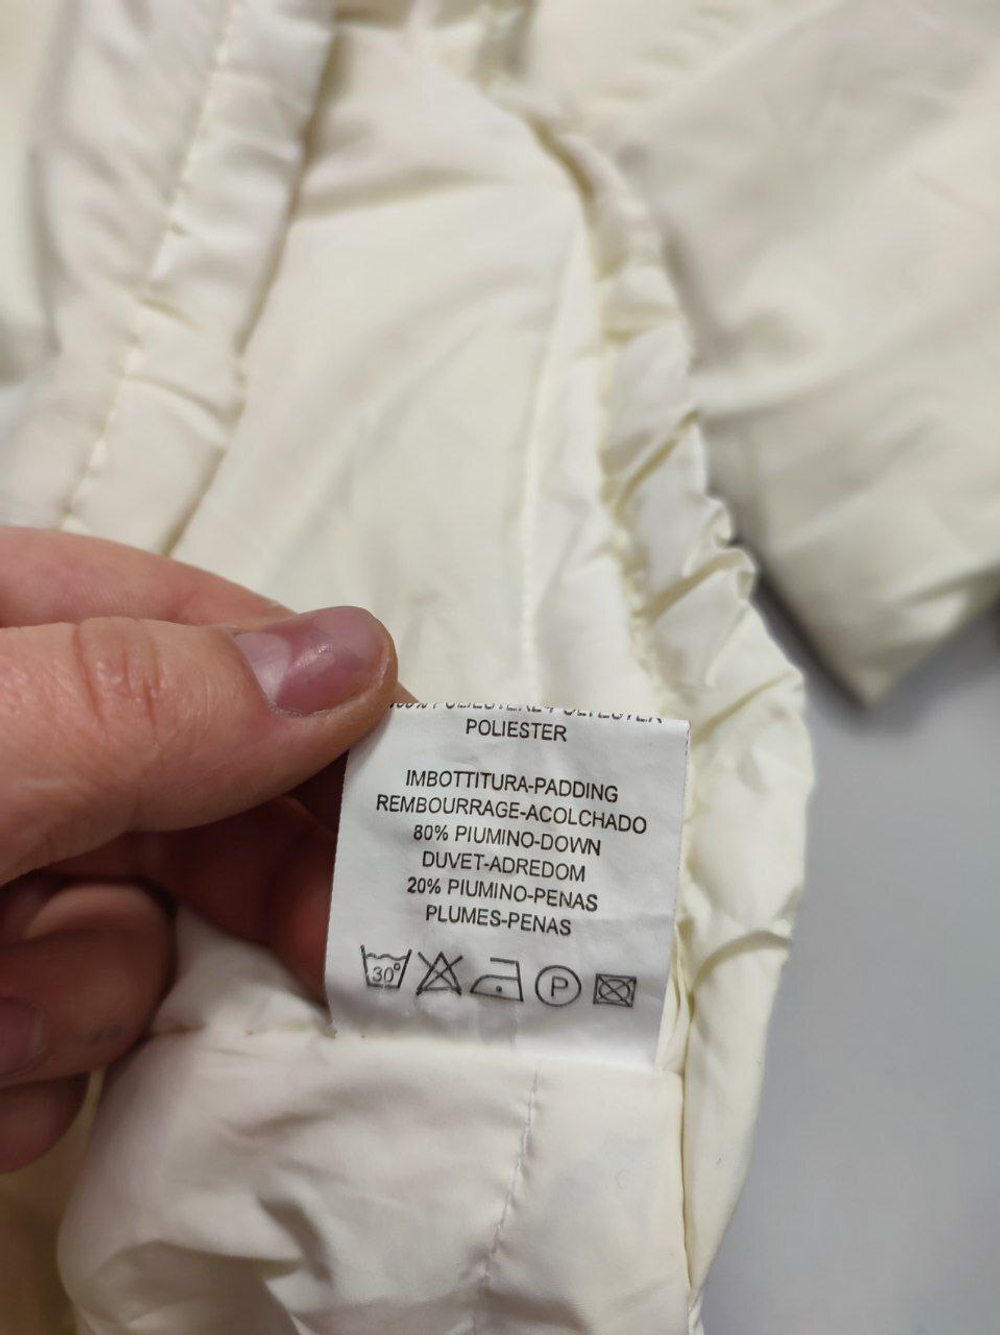 POLIESTER
IMBOTTITURA-PADDING
REMBOURRAGE-ACOLCHADO
80% PIUMINO-DOWN
DUVET-ADREDOM
20% PIUMINO-PENAS
PLUMES-PENAS
30°
P